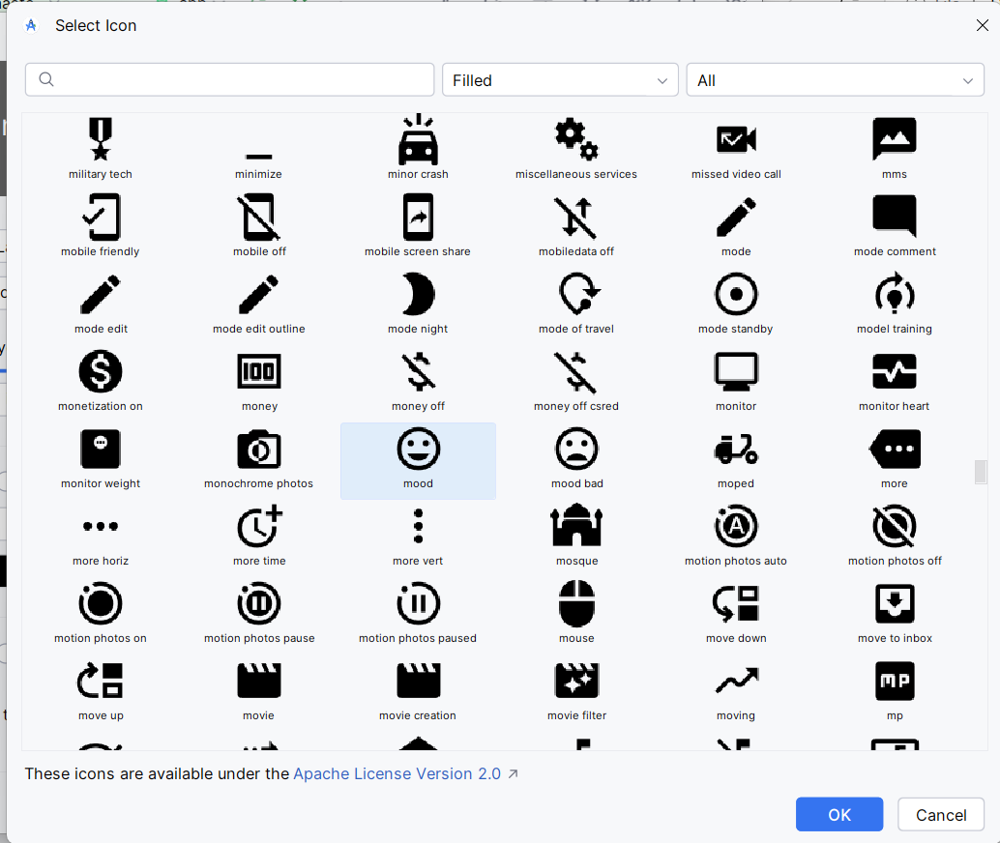 Select Icon
Filled
All
military tech
minimize
minor crash
miscellaneous services
missed video call
mms
mobile friendly
mobile off
mobile screen share
mobiledata off
mode
mode comment
mode edit
mode edit outline
mode night
mode of travel
mode standby
model training
$
100
monetization on
money
money off
money off csred
monitor
monitor heart
monitor weight
monochrome photos
mood
mood bad
moped
more
A
more horiz
more time
more vert
mosque
motion photos auto
motion photos off
motion photos on
motion photos pause
motion photos paused
mouse
move down
move to inbox
MP
move up
movie
movie creation
movie filter
moving
mp
These icons are available under the Apache License Version 2.0 ↗
OK
Cancel